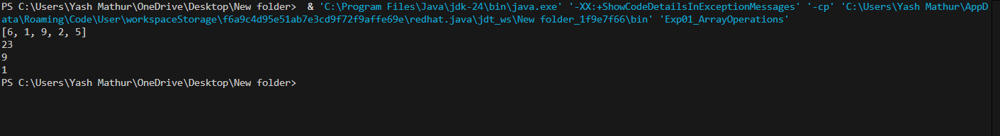 PS C:\Users\Yash Mathur\OneDrive\Desktop\New folder>  & 'C:\Program Files\Java\jdk-24\bin\java.exe' '-XX:+ShowCodeDetailsInExceptionMessages' '-cp' 'C:\Users\Yash Mathur\AppD
ata\Roaming\Code\User\workspaceStorage\f6a9c4d95e51ab7e3cd9f72f9affe69e\redhat.java\jdt_ws\New folder_1f9e7f66\bin' 'Exp01_ArrayOperations'
[6, 1, 9, 2, 5]
23
9
1
PS C:\Users\Yash Mathur\OneDrive\Desktop\New folder>